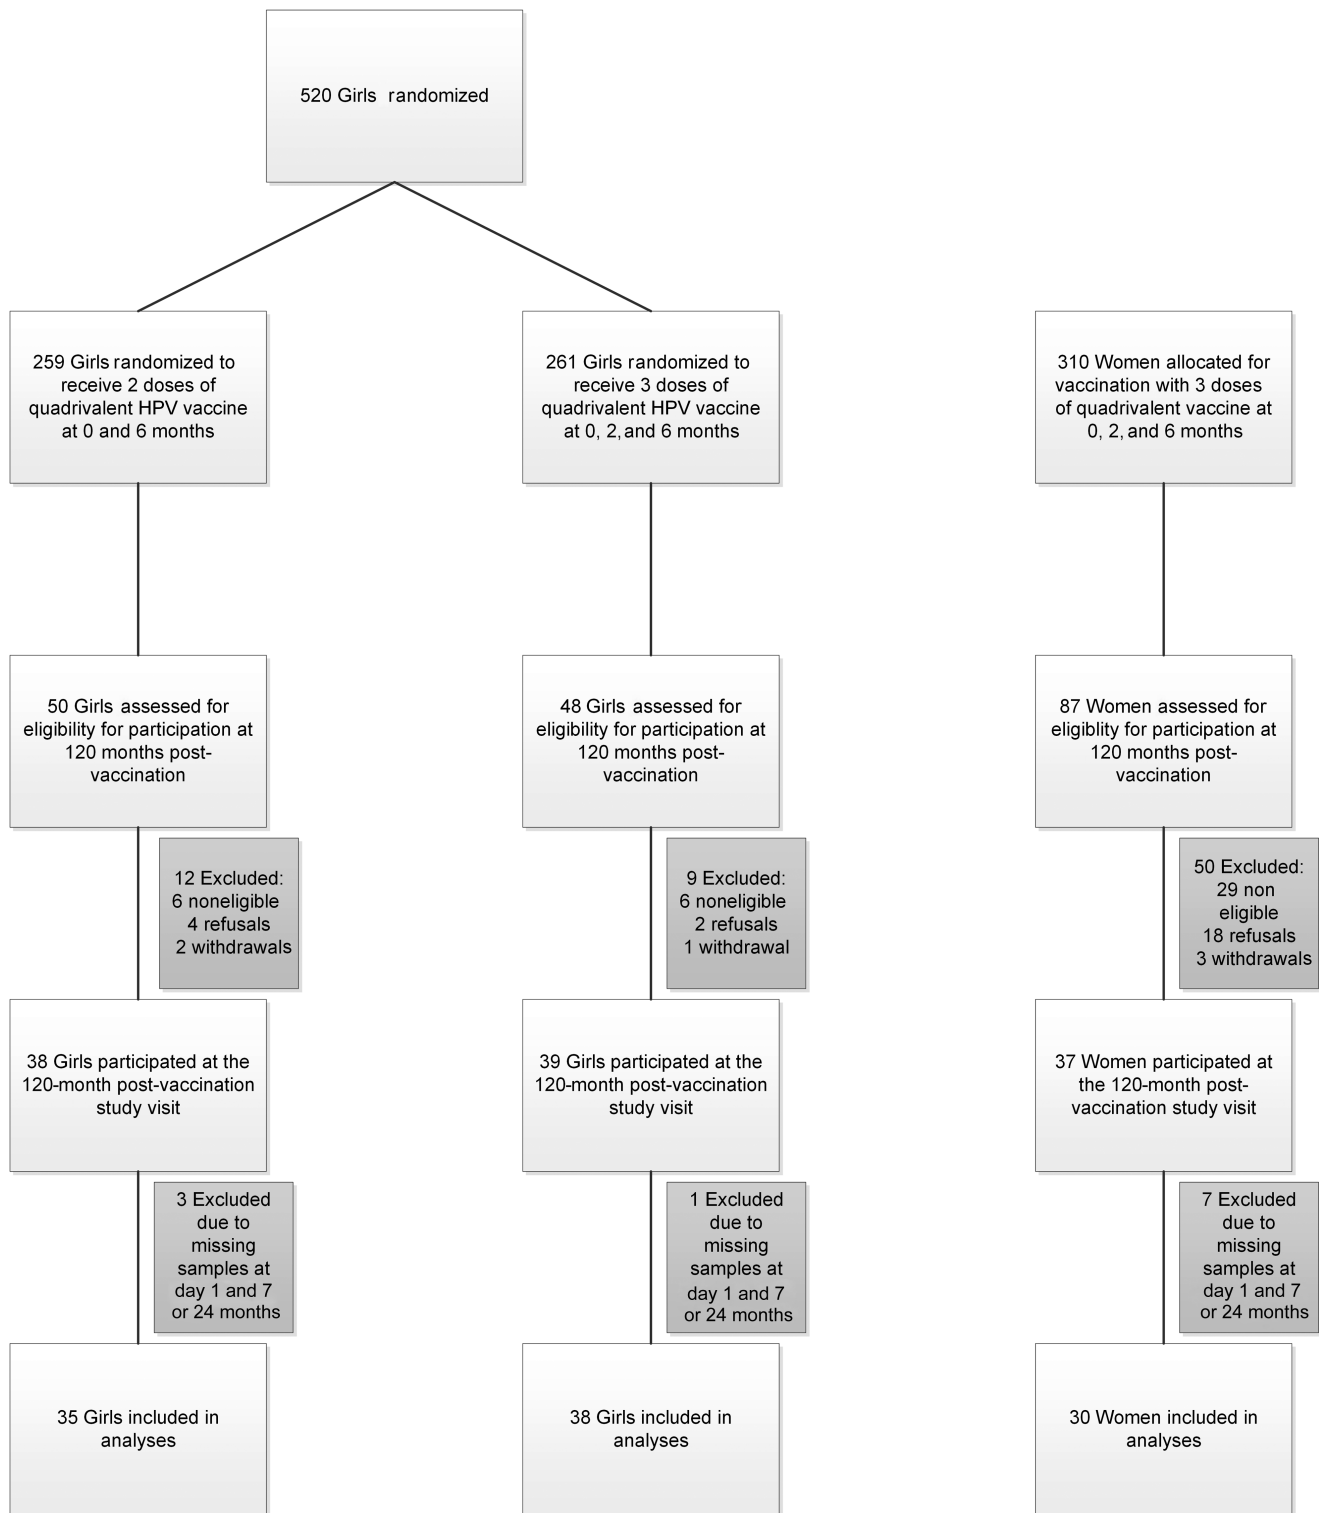 520 Girls randomized
259 Girls randomized to
receive 2 doses of
quadrivalent HPV vaccine
at 0 and 6 months
261 Girls randomized to
receive 3 doses of
quadrivalent HPV vaccine
at 0, 2, and 6 months
310 Women allocated for
vaccination with 3 doses
of quadrivalent vaccine at
0, 2, and 6 months
50 Girls assessed for
eligibility for participation at
120 months post-
vaccination
48 Girls assessed for
eligibility for participation at
120 months post-
vaccination
87 Women assessed for
eligiblity for participation at
120 months post-
vaccination
12 Excluded:
6 noneligible
4 refusals
2 withdrawals
9 Excluded:
6 noneligible
2 refusals
1 withdrawal
50 Excluded:
29 non
eligible
18 refusals
3 withdrawals
38 Girls participated at the
120-month post-vaccination
study visit
39 Girls participated at the
120-month post-vaccination
study visit
37 Women participated at
the 120-month post-
vaccination study visit
3 Excluded
due to
missing
samples at
day 1 and 7
or 24 months
1 Excluded
due to
missing
samples at
day 1 and 7
or 24 months
7 Excluded
due to
missing
samples at
day 1 and 7
or 24 months
35 Girls included in
analyses
38 Girls included in
analyses
30 Women included in
analyses